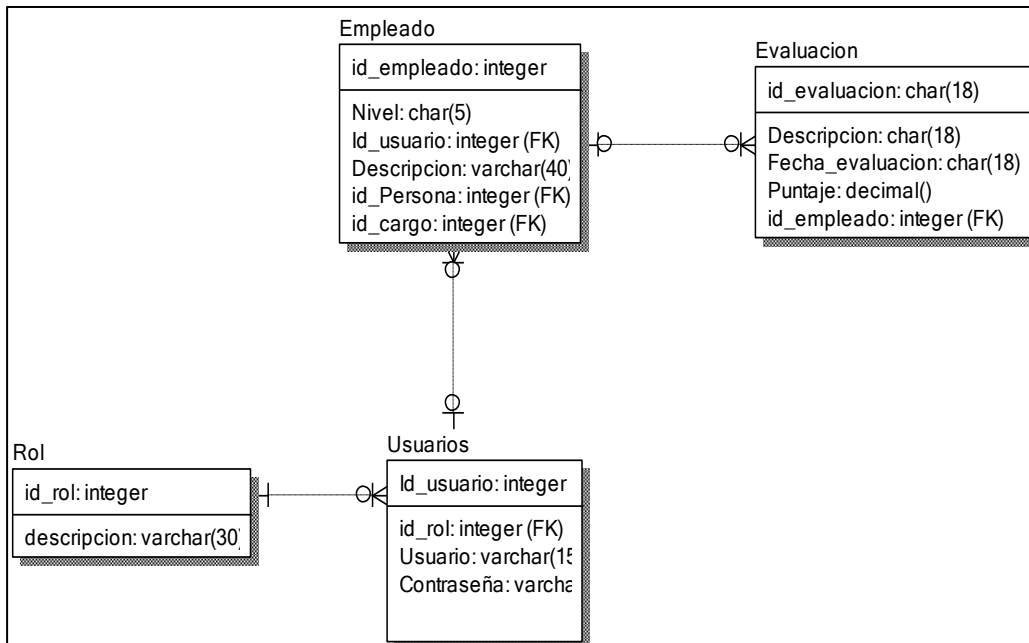 Empleado
id_empleado: integer
Nivel: char(5)
Id_usuario: integer (FK)
Descripcion: varchar(40)
id_Persona: integer (FK)
id_cargo: integer (FK)
Evaluacion
id_evaluacion: char(18)
Descripcion: char(18)
Fecha_evaluacion: char(18)
Puntaje: decimal()
id_empleado: integer (FK)
Rol
id_rol: integer
descripcion: varchar(30)
Usuarios
Id_usuario: integer
id_rol: integer (FK)
Usuario: varchar(15
Contraseña: varcha